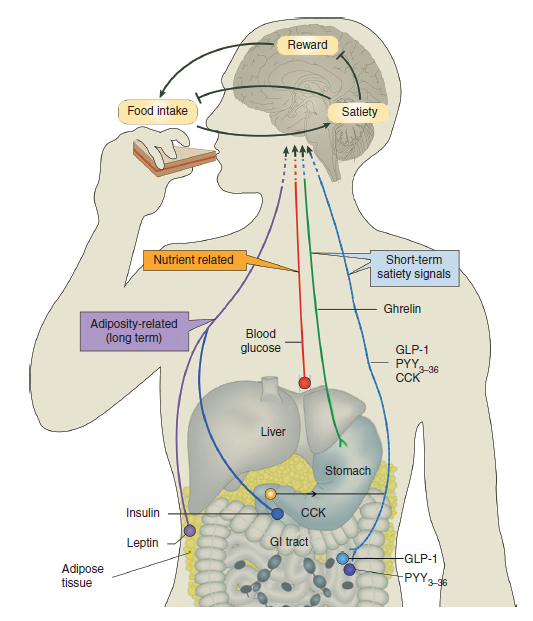 Reward
Food intake
Satiety
Nutrient related
Short-term
satiety signals
Ghrelin
Adiposity-related
(long term)
Blood
glucose
GLP-1
PYY3–36
CCK
Liver
Stomach
Insulin
CCK
Leptin
GI tract
GLP-1
Adipose
tissue
PYY3–36